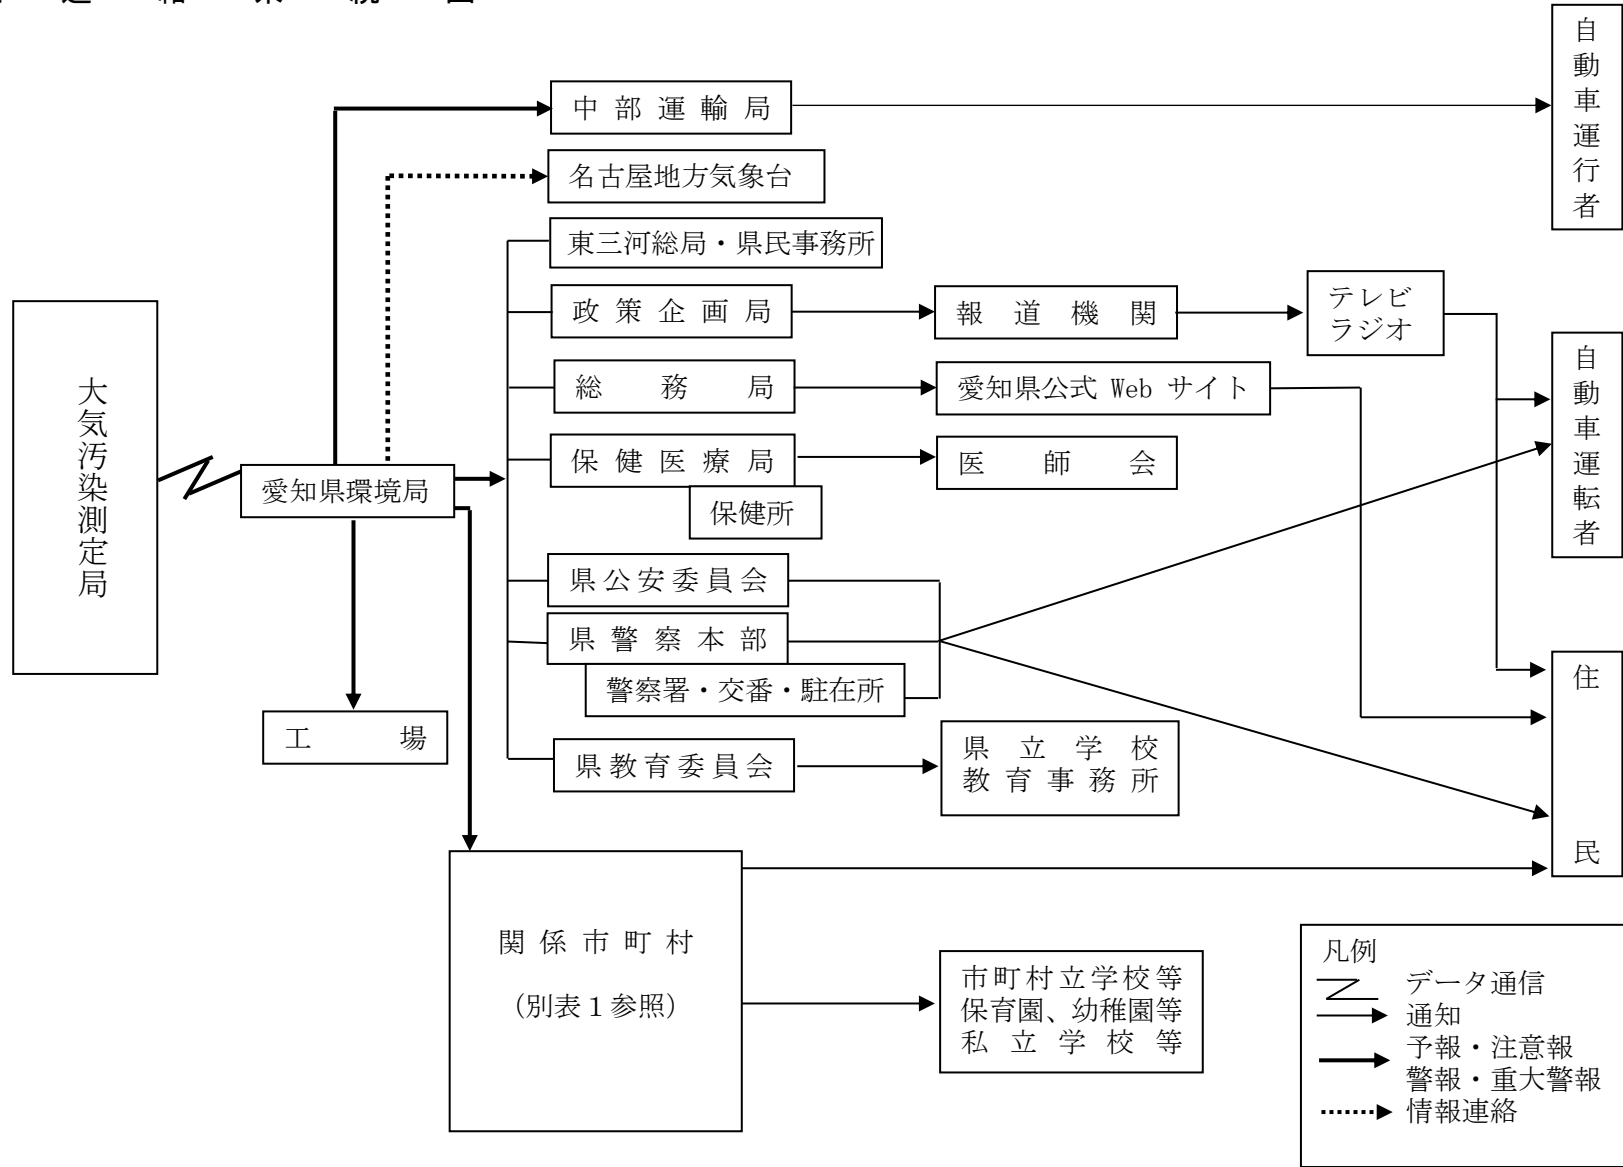 連絡系統図
自動車運行者
中部運輸局
名古屋地方気象台
東三河総局・県民事務所
政策企画局
報道機関
テレビ
ラジオ
総務局
愛知県公式 Web サイト
自動車運転者
大気汚染測定局
保健医療局
医師会
愛知県環境局
保健所
県公安委員会
県警察本部
警察署・交番・駐在所
住民
工場
県教育委員会
県立学校
教育事務所
関係市町村
(別表1参照)
市町村立学校等
保育園、幼稚園等
私立学校等
凡例
データ通信
通知
予報・注意報
警報・重大警報
情報連絡